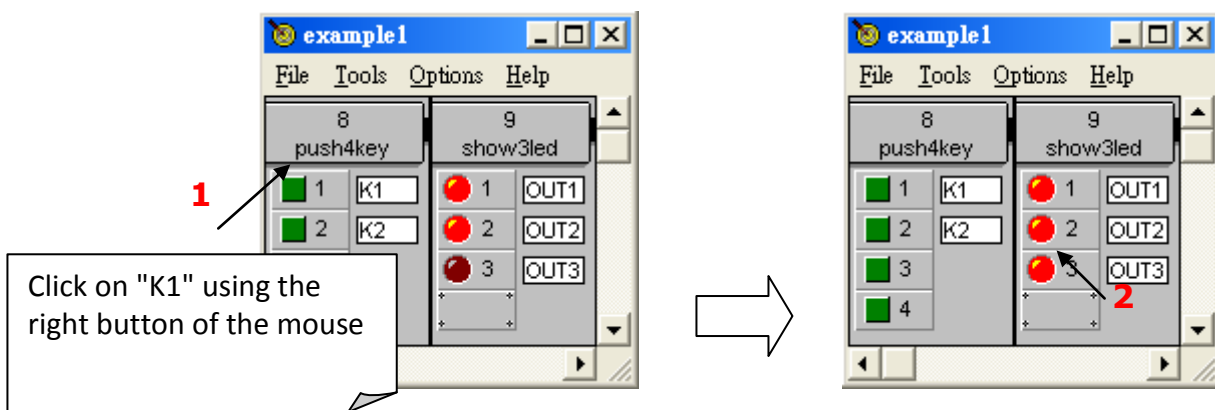 example1
File Tools Options Help
8 9
push4key show3led
1 K1 1 OUT1
2 K2 2 OUT2
3 OUT3
1
Click on "K1" using the
right button of the mouse
example1
File Tools Options Help
8 9
push4key show3led
1 K1 1 OUT1
2 K2 2 OUT2
3 3 OUT3
4
2